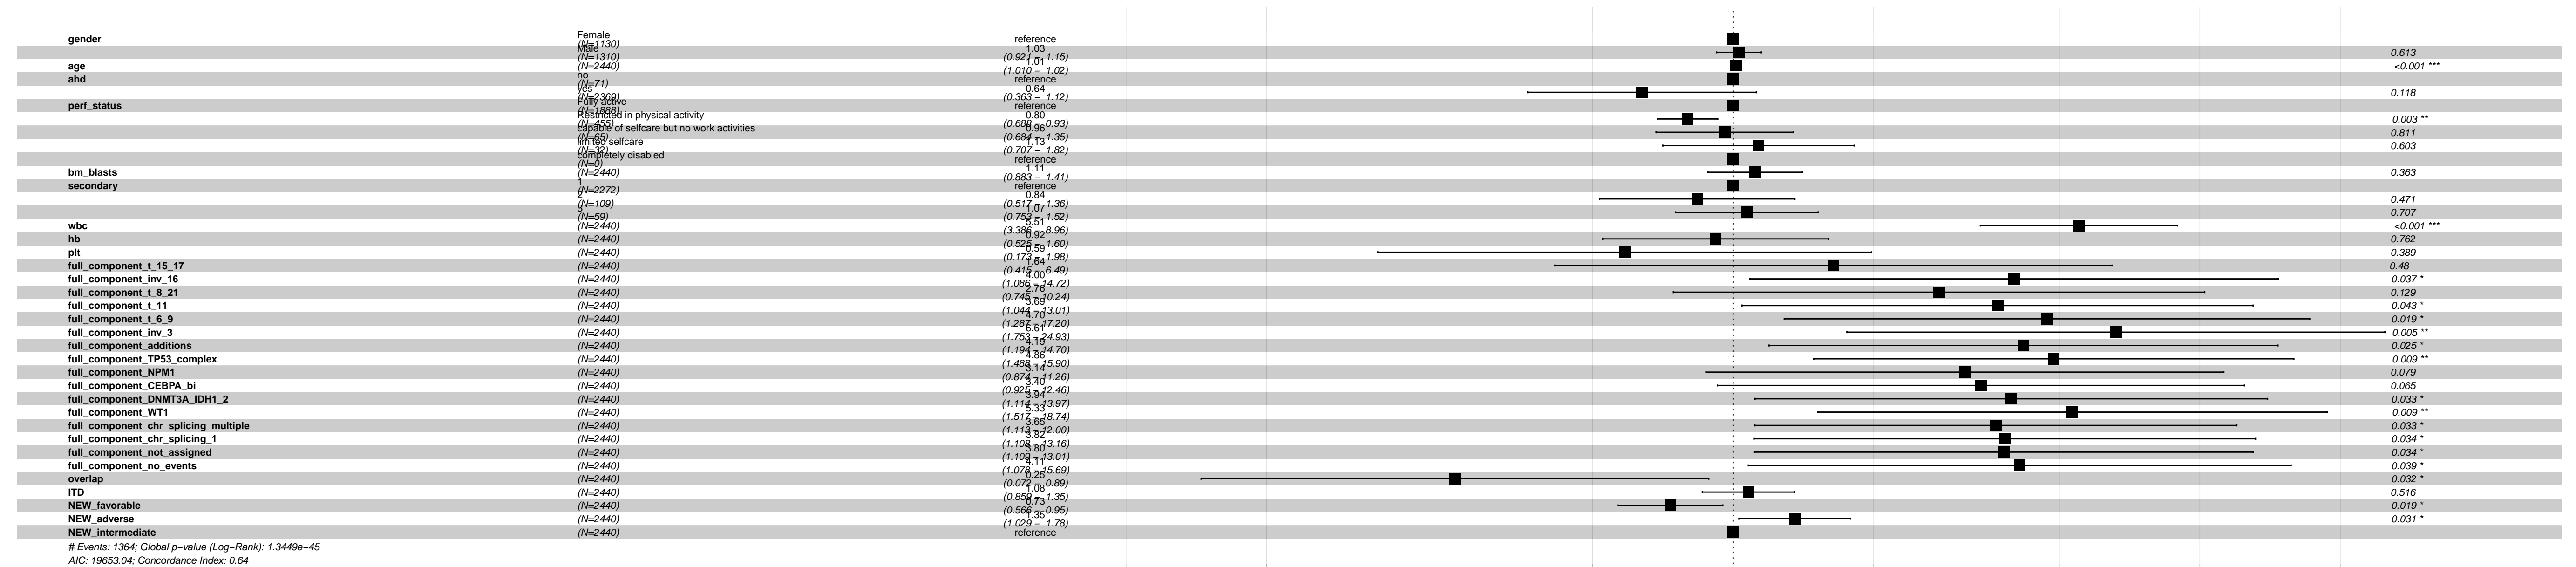 gender Female (N=1130) reference
Male (N=1310) 1.03 (0.921 − 1.15) 0.613
age (N=2440) 1.01 (1.010 − 1.02) <0.001 ***
ahd no (N=71) reference
yes (N=2369) 0.64 (0.363 − 1.12) 0.118
perf_status Fully active (N=1888) reference
Restricted in physical activity (N=455) 0.80 (0.688 − 0.93) 0.003 **
capable of selfcare but no work activities (N=65) 0.96 (0.684 − 1.35) 0.811
limited selfcare (N=32) 1.13 (0.707 − 1.82) 0.603
completely disabled (N=0) reference
bm_blasts (N=2440) 1.11 (0.883 − 1.41) 0.363
secondary 1 (N=2272) reference
2 (N=109) 0.84 (0.517 − 1.36) 0.471
3 (N=59) 1.07 (0.753 − 1.52) 0.707
wbc (N=2440) 5.51 (3.386 − 8.96) <0.001 ***
hb (N=2440) 0.92 (0.525 − 1.60) 0.762
plt (N=2440) 0.59 (0.173 − 1.98) 0.389
full_component_t_15_17 (N=2440) 1.64 (0.415 − 6.49) 0.48
full_component_inv_16 (N=2440) 4.00 (1.086 − 14.72) 0.037 *
full_component_t_8_21 (N=2440) 2.76 (0.745 − 10.24) 0.129
full_component_t_11 (N=2440) 3.69 (1.044 − 13.01) 0.043 *
full_component_t_6_9 (N=2440) 4.70 (1.287 − 17.20) 0.019 *
full_component_inv_3 (N=2440) 6.61 (1.753 − 24.93) 0.005 **
full_component_additions (N=2440) 4.19 (1.194 − 14.70) 0.025 *
full_component_TP53_complex (N=2440) 4.86 (1.488 − 15.90) 0.009 **
full_component_NPM1 (N=2440) 3.14 (0.874 − 11.26) 0.079
full_component_CEBPA_bi (N=2440) 3.40 (0.925 − 12.46) 0.065
full_component_DNMT3A_IDH1_2 (N=2440) 3.94 (1.114 − 13.97) 0.033 *
full_component_WT1 (N=2440) 5.33 (1.517 − 18.74) 0.009 **
full_component_chr_splicing_multiple (N=2440) 3.65 (1.113 − 12.00) 0.033 *
full_component_chr_splicing_1 (N=2440) 3.82 (1.108 − 13.16) 0.034 *
full_component_not_assigned (N=2440) 3.80 (1.109 − 13.01) 0.034 *
full_component_no_events (N=2440) 4.11 (1.078 − 15.69) 0.039 *
overlap (N=2440) 0.25 (0.072 − 0.89) 0.032 *
ITD (N=2440) 1.08 (0.859 − 1.35) 0.516
NEW_favorable (N=2440) 0.73 (0.566 − 0.95) 0.019 *
NEW_adverse (N=2440) 1.35 (1.029 − 1.78) 0.031 *
NEW_intermediate (N=2440) reference
# Events: 1364; Global p−value (Log−Rank): 1.3449e−45
AIC: 19653.04; Concordance Index: 0.64